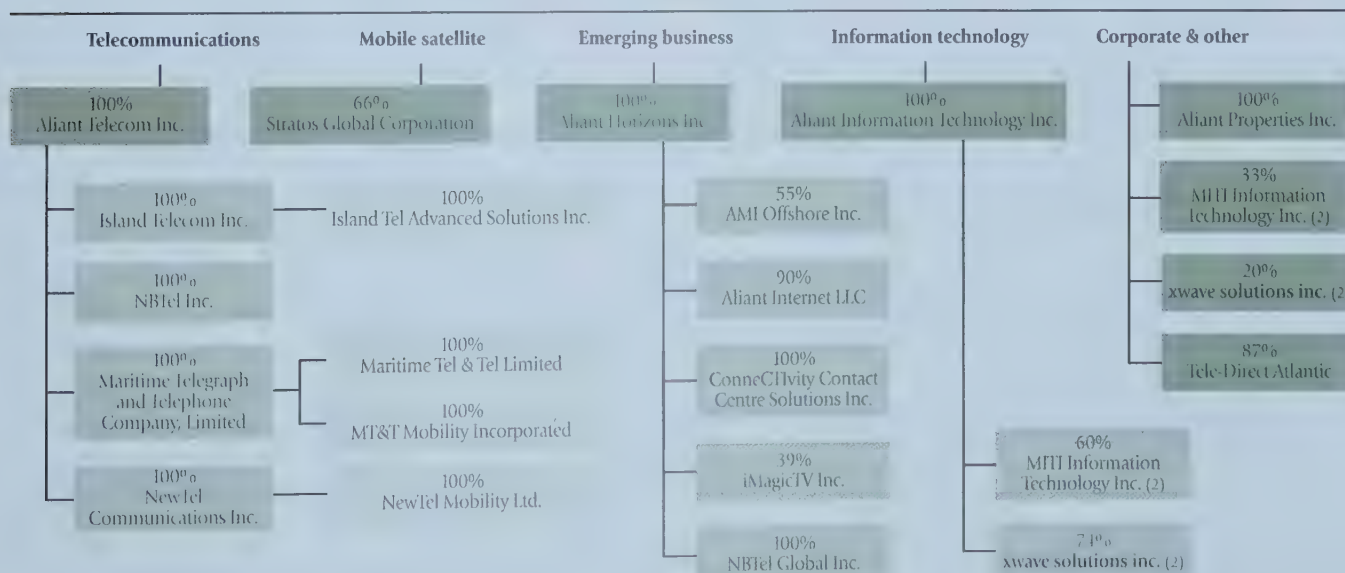 Telecommunications
Mobile satellite
Emerging business
Information technology
Corporate & other
100%
Aliant Telecom Inc.
66%
Stratos Global Corporation
100%
Aliant Horizons Inc
100%
Aliant Information Technology Inc.
100%
Aliant Properties Inc.
33%
MITI Information
Technology Inc. (2)
20%
xwave solutions inc. (2
87%
Tele-Direct Atlantic
100%
Island Telecom Inc.
100%
Island Tel Advanced Solutions Inc.
100%
NBTel Inc.
100%
Maritime Telegraph
and Telephone
Company, Limited
100%
Maritime Tel & Tel Limited
100%
MT&T Mobility Incorporated
100%
NewTel
Communications Inc.
100%
NewTel Mobility Ltd.
55%
AMI Offshore Inc.
90%
Aliant Internet LLC
100%
ConneCTIvity Contact
Centre Solutions Inc.
39%
iMagicTV Inc.
100%
NBTel Global Inc.
60%
MITI Information
Technology Inc. (2)
xwave solutions inc. (2)